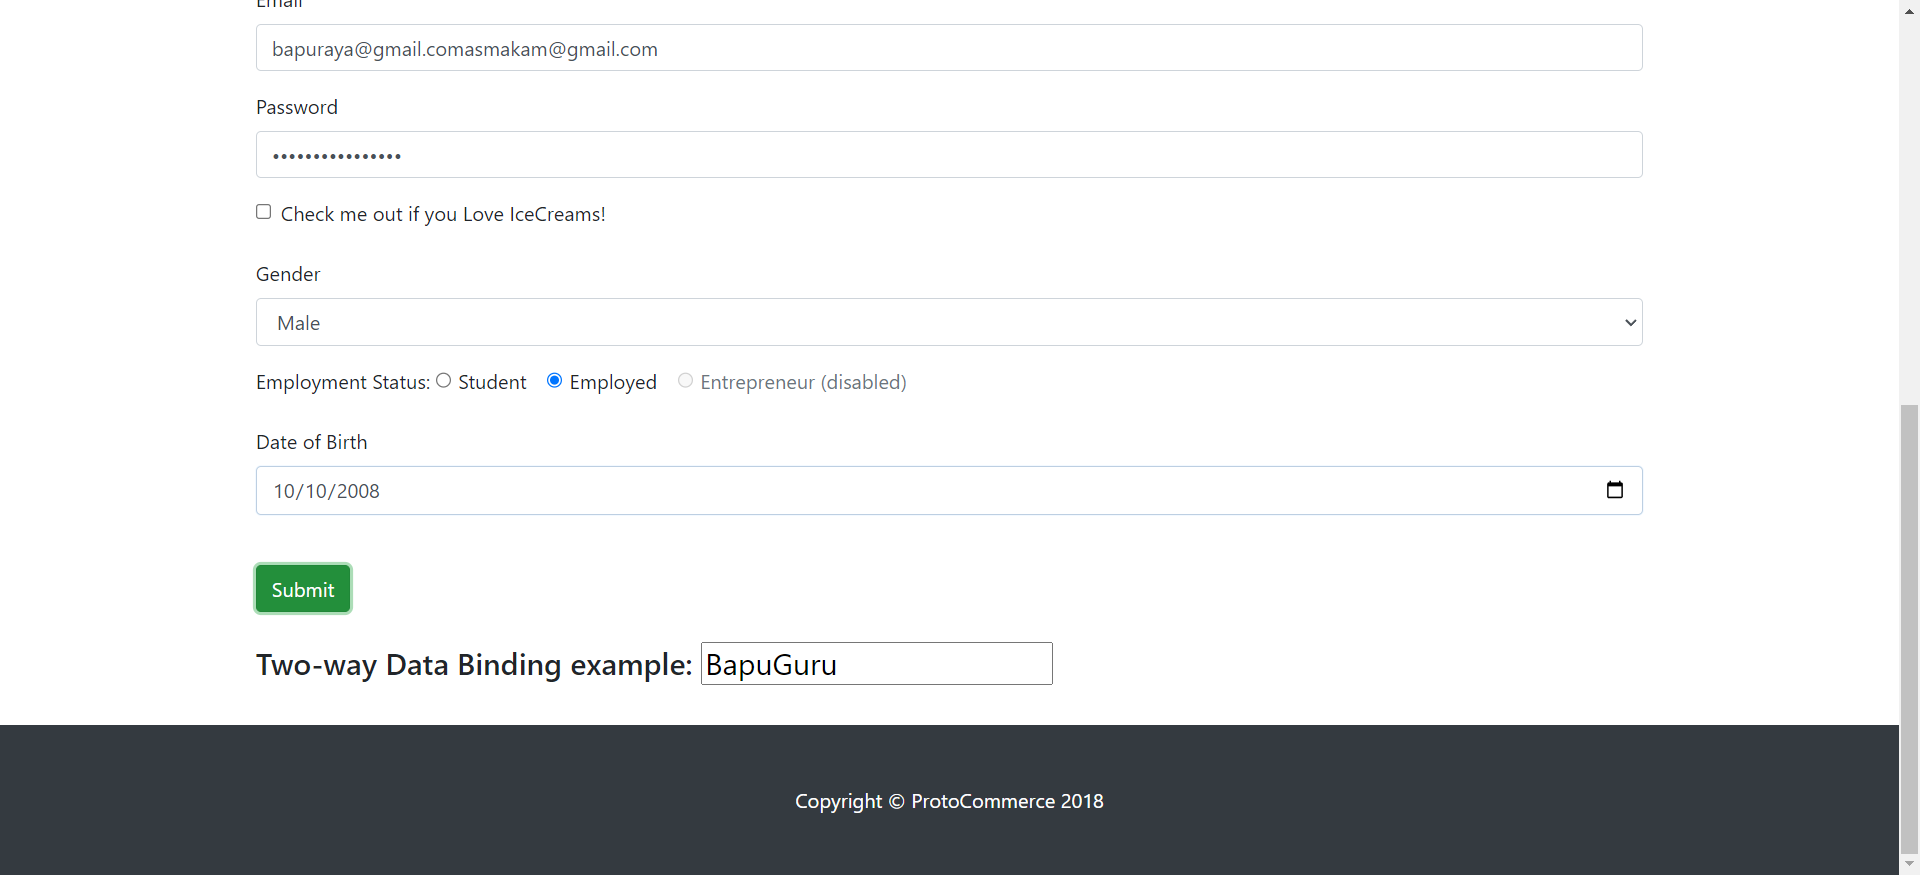 Email
bapuraya@gmail.comasmakam@gmail.com
Password
••••••••••••••••
Check me out if you Love IceCreams!
Gender
Male
Employment Status: Student Employed Entrepreneur (disabled)
Date of Birth
10/10/2008
Submit
Two-way Data Binding example: BapuGuru
Copyright © ProtoCommerce 2018